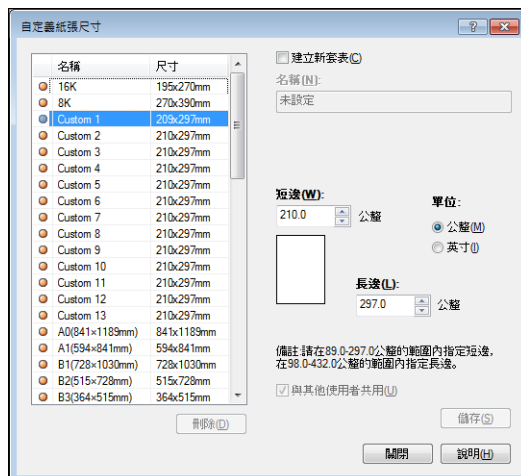 自定義紙張尺寸
名稱 尺寸
16K 195x270mm
8K 270x390mm
Custom 1 209x297mm
Custom 2 210x297mm
Custom 3 210x297mm
Custom 4 210x297mm
Custom 5 210x297mm
Custom 6 210x297mm
Custom 7 210x297mm
Custom 8 210x297mm
Custom 9 210x297mm
Custom 10 210x297mm
Custom 11 210x297mm
Custom 12 210x297mm
Custom 13 210x297mm
A0(841×1189mm) 841x1189mm
A1(594×841mm) 594x841mm
B1(728×1030mm) 728x1030mm
B2(515×728mm) 515x728mm
B3(364×515mm) 364x515mm
刪除(D)
建立新套表(C)
名稱(N):
未設定
短邊(W):
210.0 公釐
單位:
公釐(M)
英寸(I)
長邊(L):
297.0 公釐
備註:請在89.0-297.0公釐的範圍內指定短邊,
在98.0-432.0公釐的範圍內指定長邊。
與其他使用者共用(U)
儲存(S)
關閉 說明(H)